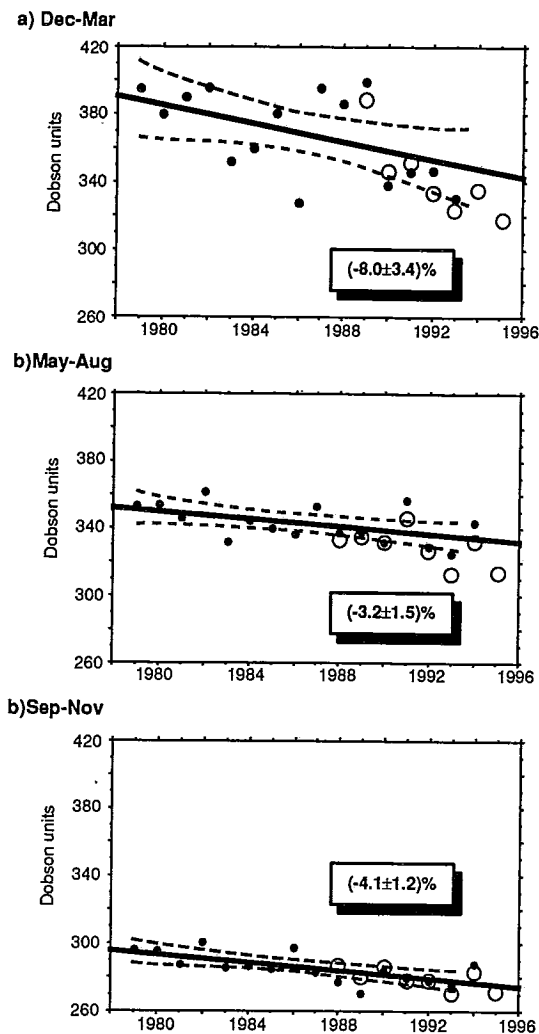 a) Dec-Mar
420
380
340
300
260
Dobson units
(-8.0±3.4)%
1980 1984 1988 1992 1996
b)May-Aug
420
380
340
300
260
Dobson units
(-3.2±1.5)%
1980 1984 1988 1992 1996
b)Sep-Nov
420
380
340
300
260
Dobson units
(-4.1±1.2)%
1980 1984 1988 1992 1996